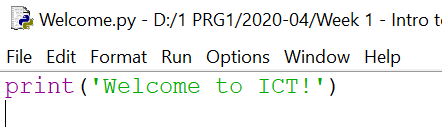 Welcome.py - D:/1 PRG1/2020-04/Week 1 - Intro to
File Edit Format Run Options Window Help
print('Welcome to ICT!')